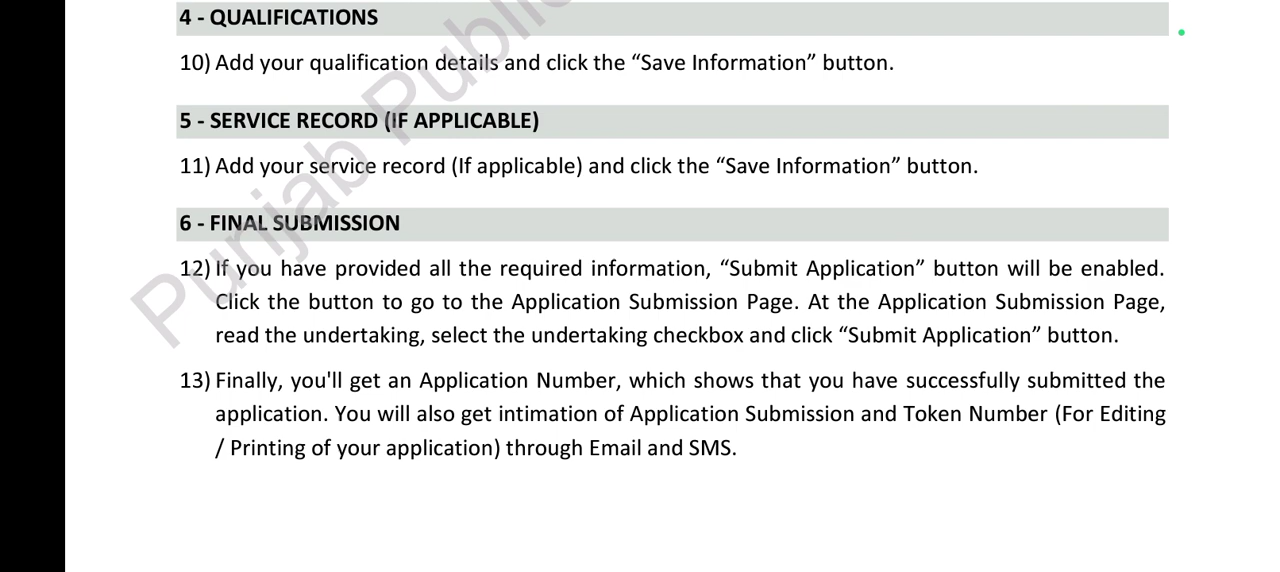 4 - QUALIFICATIONS
10) Add your qualification details and click the “Save Information” button.
5 - SERVICE RECORD (IF APPLICABLE)
11) Add your service record (If applicable) and click the “Save Information” button.
6 - FINAL SUBMISSION
12) If you have provided all the required information, “Submit Application” button will be enabled.
Click the button to go to the Application Submission Page. At the Application Submission Page,
read the undertaking, select the undertaking checkbox and click “Submit Application” button.
13) Finally, you'll get an Application Number, which shows that you have successfully submitted the
application. You will also get intimation of Application Submission and Token Number (For Editing
/ Printing of your application) through Email and SMS.
Punjab Public